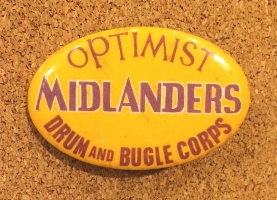 OPTIMIST
MIDLANDERS
DRUM AND BUGLE CORPS